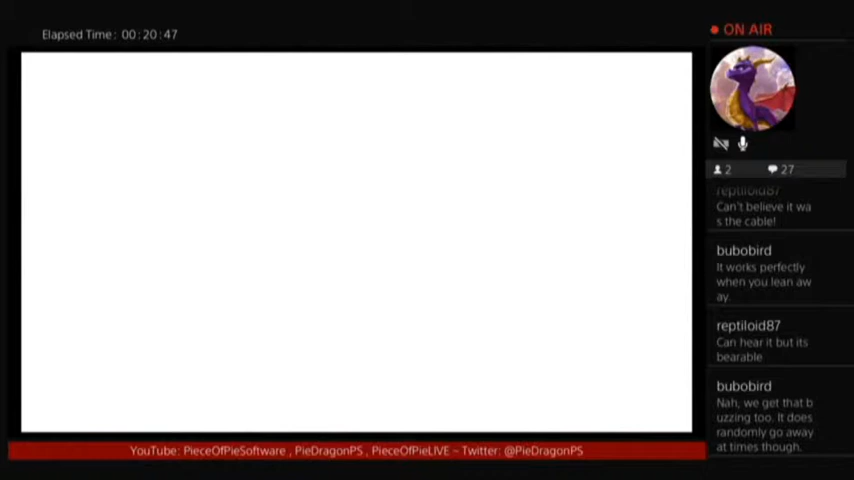 Elapsed Time: 00:20:47
ON AIR
2 27
reptiloid87
Can't believe it wa
s the cable!
bubobird
It works perfectly
when you lean aw
ay.
reptiloid87
Can hear it but its
bearable
bubobird
Nah, we get that b
uzzing too. It does
randomly go away
at times though.
YouTube: PieceOfPieSoftware , PieDragonPS , PieceOfPieLIVE – Twitter: @PieDragonPS